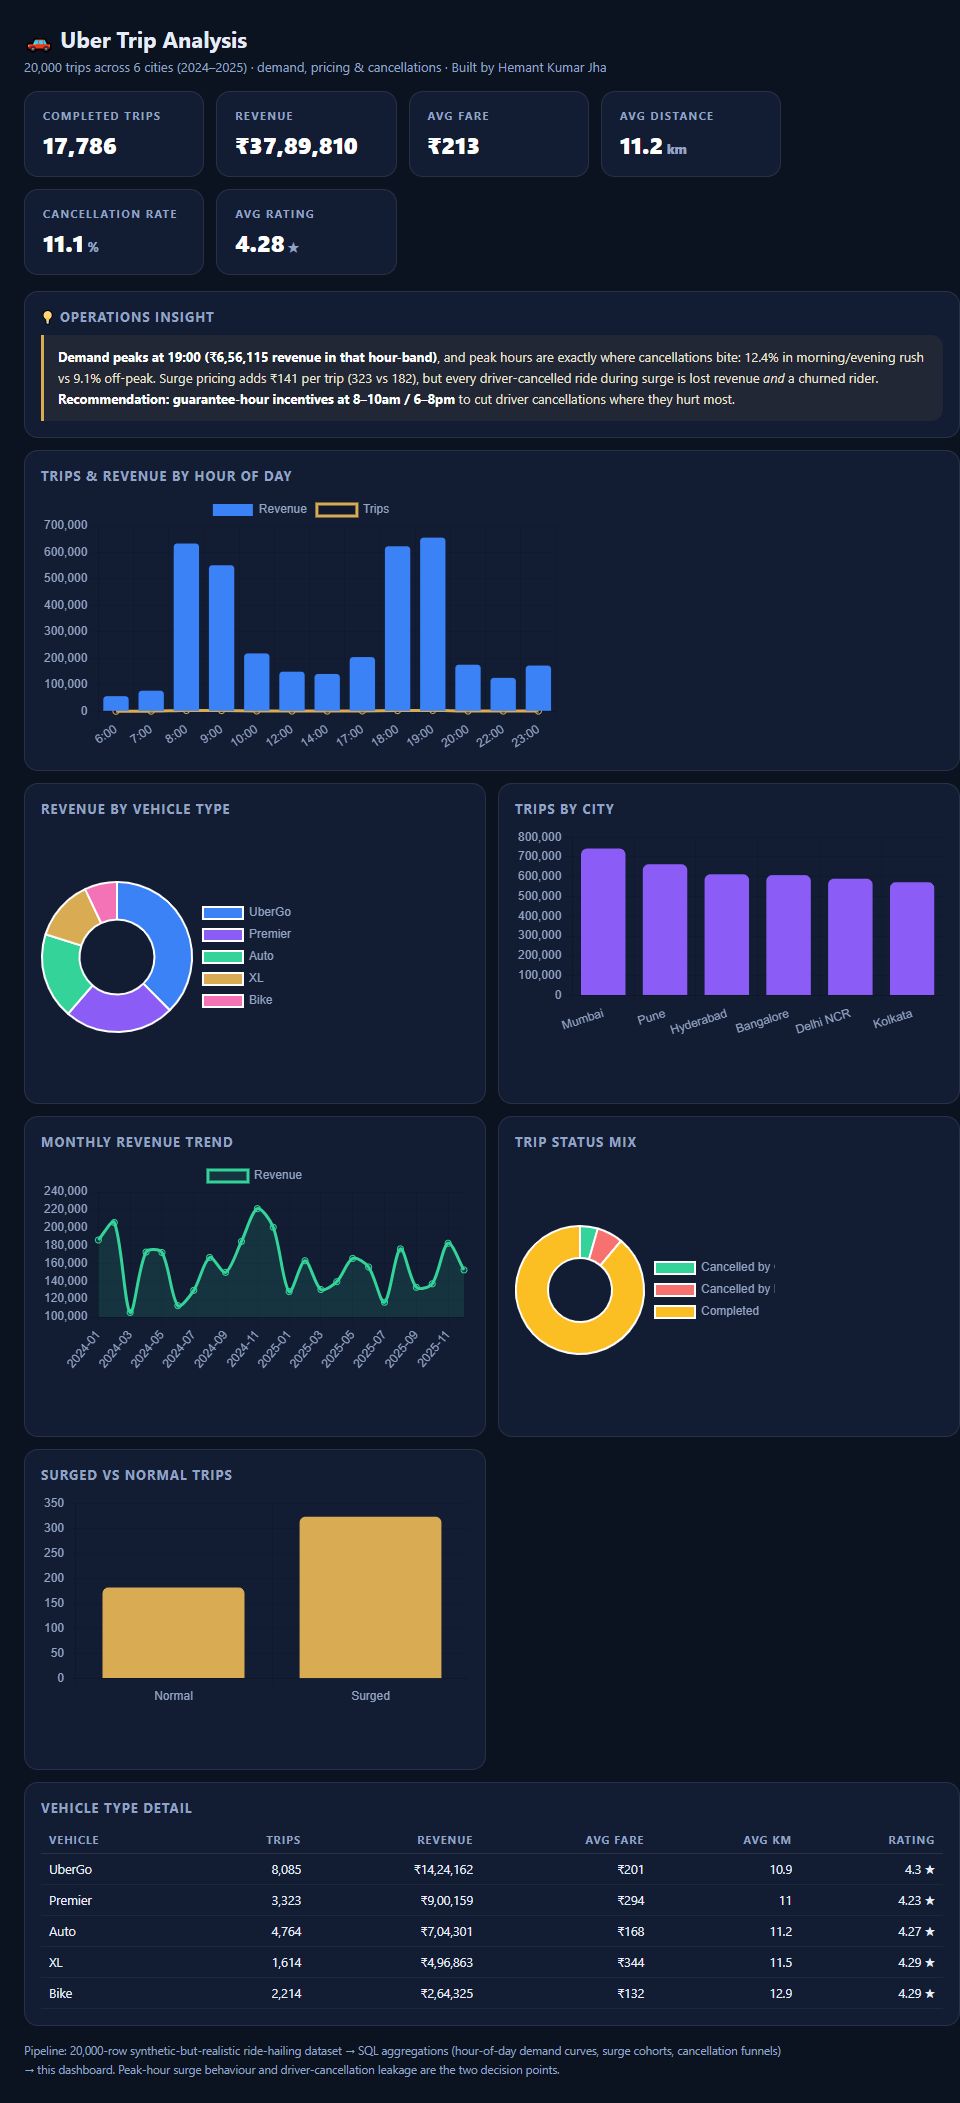 🚗 Uber Trip Analysis
20,000 trips across 6 cities (2024–2025) · demand, pricing & cancellations · Built by Hemant Kumar Jha
COMPLETED TRIPS
17,786
REVENUE
₹37,89,810
AVG FARE
₹213
AVG DISTANCE
11.2 km
CANCELLATION RATE
11.1 %
AVG RATING
4.28 ★
💡 OPERATIONS INSIGHT
Demand peaks at 19:00 (₹6,56,115 revenue in that hour-band), and peak hours are exactly where cancellations bite: 12.4% in morning/evening rush
vs 9.1% off-peak. Surge pricing adds ₹141 per trip (323 vs 182), but every driver-cancelled ride during surge is lost revenue and a churned rider.
Recommendation: guarantee-hour incentives at 8–10am / 6–8pm to cut driver cancellations where they hurt most.
TRIPS & REVENUE BY HOUR OF DAY
Revenue Trips
700,000
600,000
500,000
400,000
300,000
200,000
100,000
0
6:00 7:00 8:00 9:00 10:00 12:00 14:00 17:00 18:00 19:00 20:00 22:00 23:00
REVENUE BY VEHICLE TYPE
UberGo
Premier
Auto
XL
Bike
TRIPS BY CITY
800,000
700,000
600,000
500,000
400,000
300,000
200,000
100,000
0
Mumbai Pune Hyderabad Bangalore Delhi NCR Kolkata
MONTHLY REVENUE TREND
Revenue
240,000
220,000
200,000
180,000
160,000
140,000
120,000
100,000
2024-01 2024-03 2024-05 2024-07 2024-09 2024-11 2025-01 2025-03 2025-05 2025-07 2025-09 2025-11
TRIP STATUS MIX
Cancelled by
Cancelled by
Completed
SURGED VS NORMAL TRIPS
350
300
250
200
150
100
50
0
Normal Surged
VEHICLE TYPE DETAIL
VEHICLE TRIPS REVENUE AVG FARE AVG KM RATING
UberGo 8,085 ₹14,24,162 ₹201 10.9 4.3 ★
Premier 3,323 ₹9,00,159 ₹294 11 4.23 ★
Auto 4,764 ₹7,04,301 ₹168 11.2 4.27 ★
XL 1,614 ₹4,96,863 ₹344 11.5 4.29 ★
Bike 2,214 ₹2,64,325 ₹132 12.9 4.29 ★
Pipeline: 20,000-row synthetic-but-realistic ride-hailing dataset → SQL aggregations (hour-of-day demand curves, surge cohorts, cancellation funnels)
→ this dashboard. Peak-hour surge behaviour and driver-cancellation leakage are the two decision points.